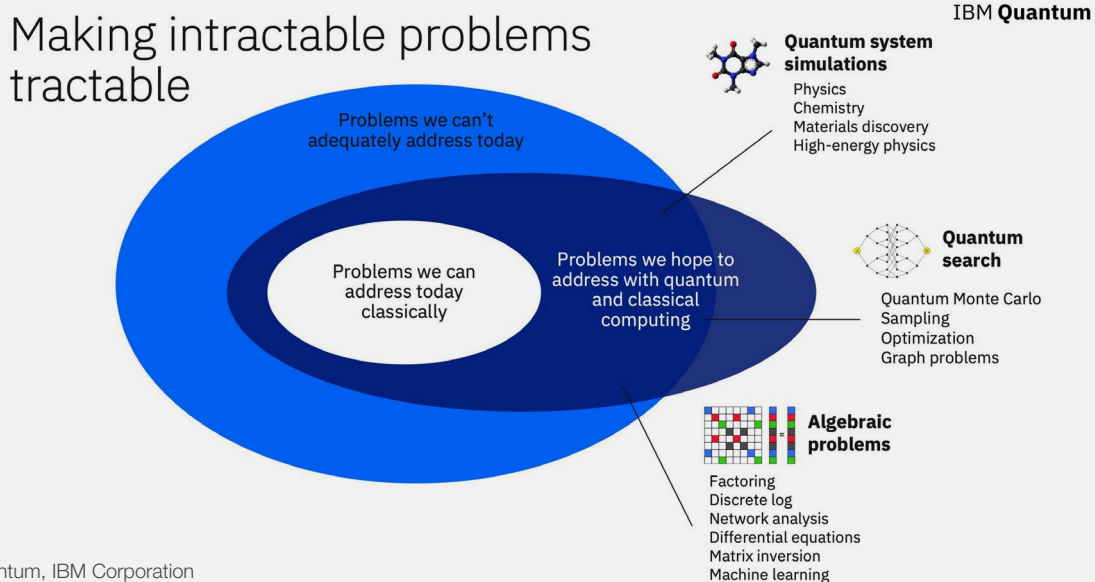 IBM Quantum
Making intractable problems
tractable
Problems we can't
adequately address today
Problems we can
address today
classically
Problems we hope to
address with quantum
and classical
computing
Quantum system
simulations
Physics
Chemistry
Materials discovery
High-energy physics
Quantum
search
Quantum Monte Carlo
Sampling
Optimization
Graph problems
Algebraic
problems
Factoring
Discrete log
Network analysis
Differential equations
Matrix inversion
Machine learning
ntum, IBM Corporation